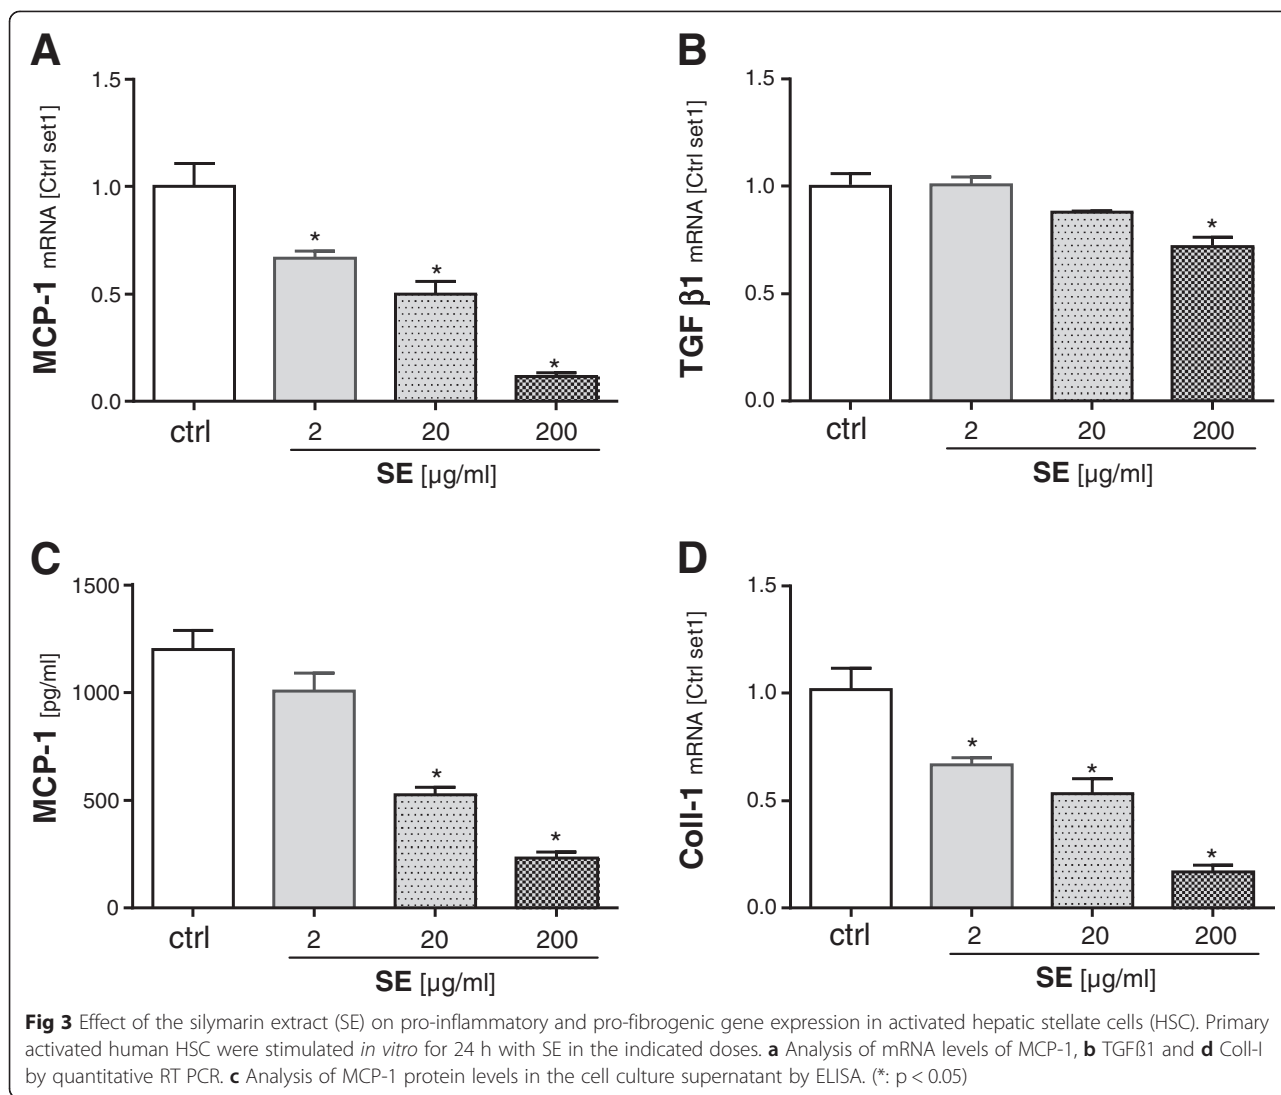 A
MCP-1 mRNA [Ctrl set1]
1.5
1.0
0.5
0.0
*
*
*
ctrl 2 20 200
SE [µg/ml]
B
TGF β1 mRNA [Ctrl set1]
1.5
1.0
0.5
0.0
*
ctrl 2 20 200
SE [µg/ml]
C
MCP-1 [pg/ml]
1500
1000
500
0
*
*
ctrl 2 20 200
SE [µg/ml]
D
Coll-1 mRNA [Ctrl set1]
1.5
1.0
0.5
0.0
*
*
*
ctrl 2 20 200
SE [µg/ml]
Fig 3 Effect of the silymarin extract (SE) on pro-inflammatory and pro-fibrogenic gene expression in activated hepatic stellate cells (HSC). Primary
activated human HSC were stimulated in vitro for 24 h with SE in the indicated doses. a Analysis of mRNA levels of MCP-1, b TGFß1 and d Coll-I
by quantitative RT PCR. c Analysis of MCP-1 protein levels in the cell culture supernatant by ELISA. (*: p < 0.05)